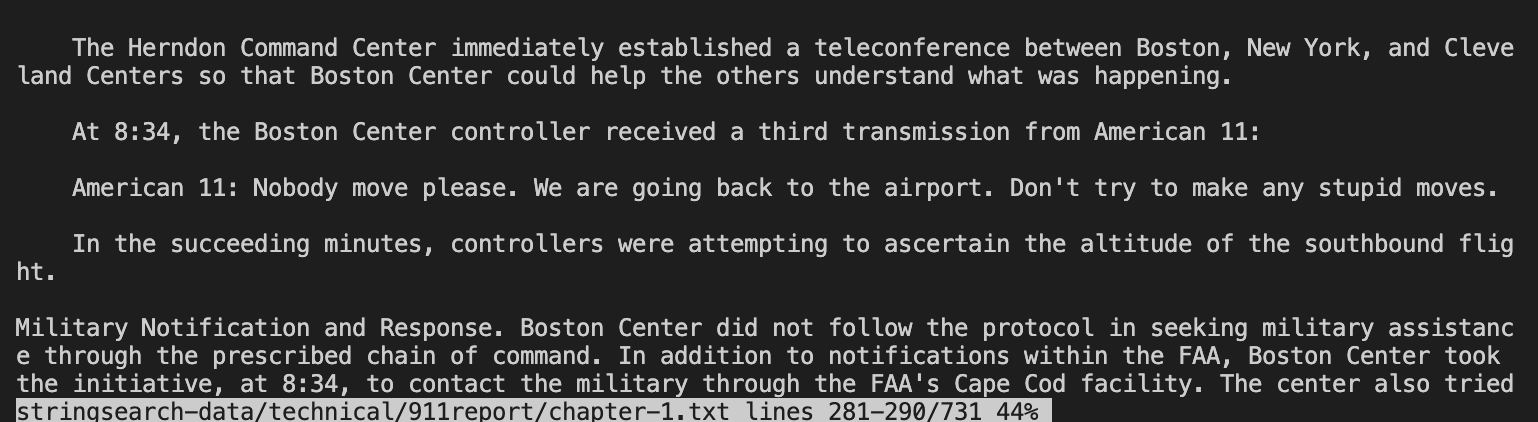 The Herndon Command Center immediately established a teleconference between Boston, New York, and Cleve
land Centers so that Boston Center could help the others understand what was happening.
At 8:34, the Boston Center controller received a third transmission from American 11:
American 11: Nobody move please. We are going back to the airport. Don't try to make any stupid moves.
In the succeeding minutes, controllers were attempting to ascertain the altitude of the southbound flig
ht.
Military Notification and Response. Boston Center did not follow the protocol in seeking military assistanc
e through the prescribed chain of command. In addition to notifications within the FAA, Boston Center took
the initiative, at 8:34, to contact the military through the FAA's Cape Cod facility. The center also tried
stringsearch-data/technical/911report/chapter-1.txt lines 281-290/731 44%